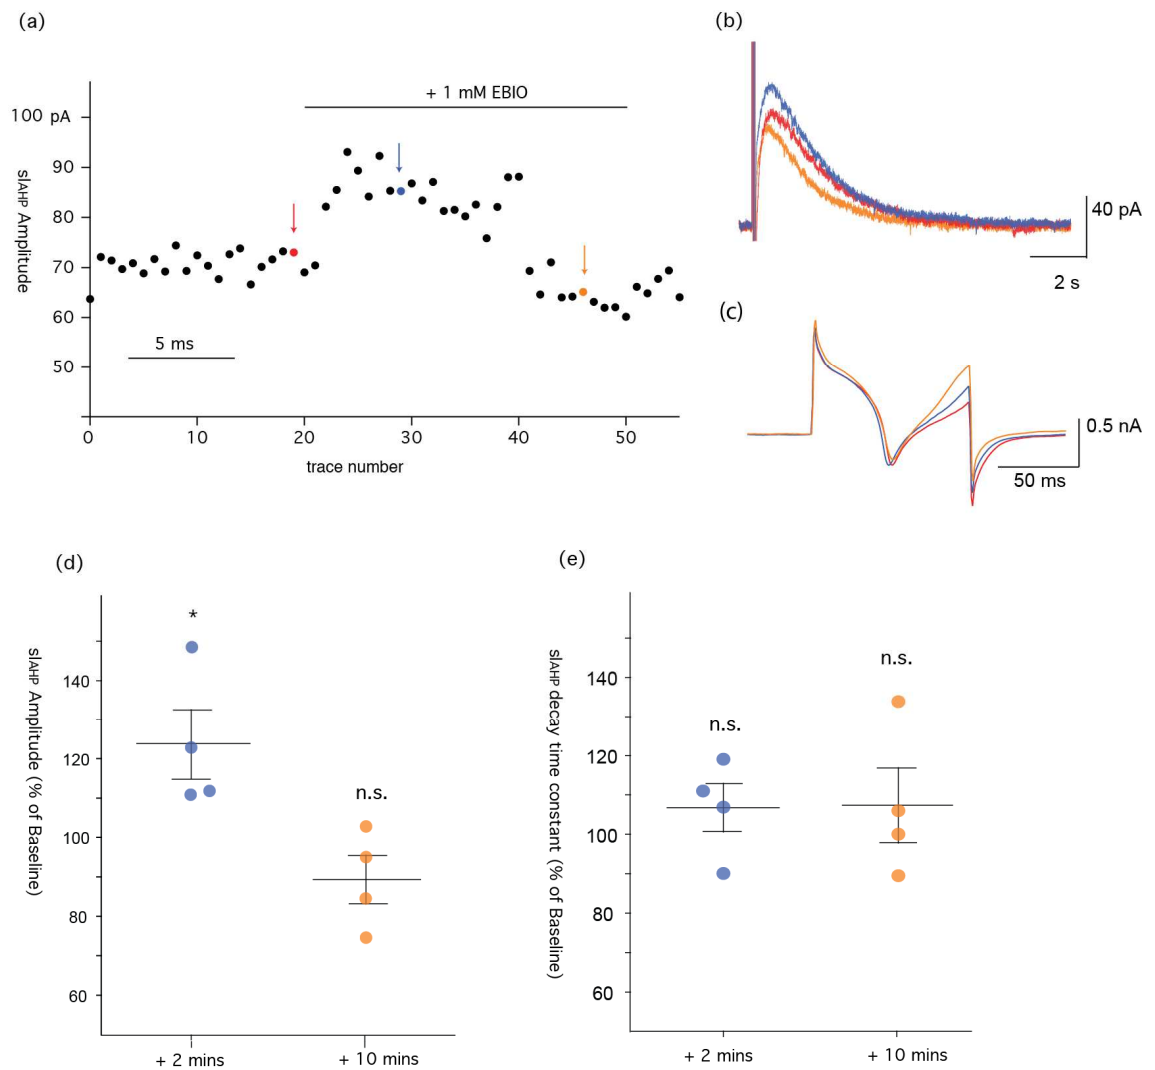 (a)
+ 1 mM EBIO
100 pA
90
80
70
60
50
sIAHP Amplitude
5 ms
0
10
20
30
40
50
trace number
(b)
40 pA
2 s
(c)
0.5 nA
50 ms
(d)
*
n.s.
140
120
100
80
60
sIAHP Amplitude (% of Baseline)
+ 2 mins
+ 10 mins
(e)
n.s.
n.s.
140
120
100
80
60
sIAHP decay time constant (% of Baseline)
+ 2 mins
+ 10 mins